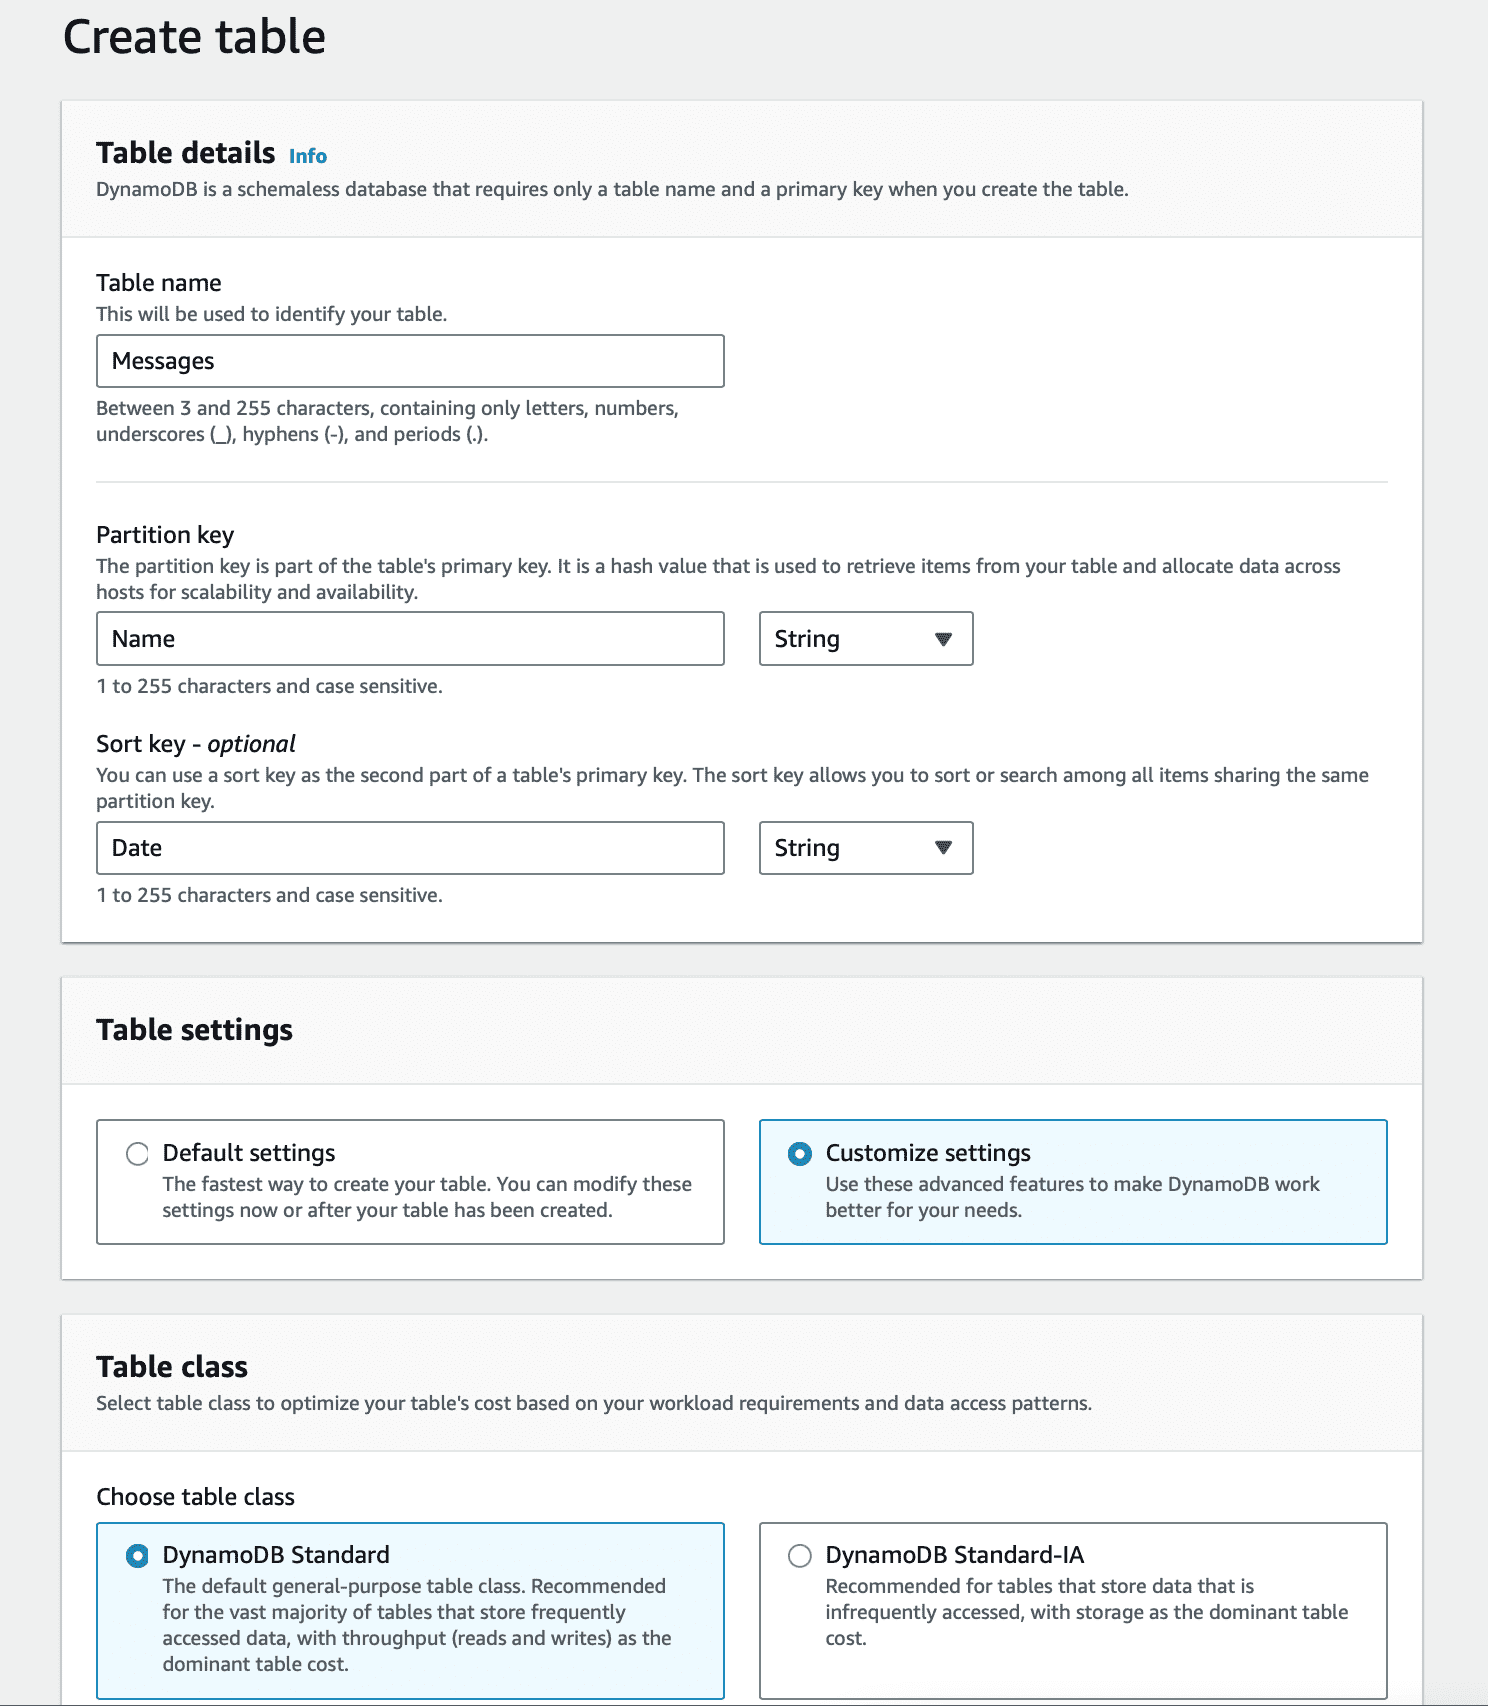 Create table
Table details Info
DynamoDB is a schemaless database that requires only a table name and a primary key when you create the table.
Table name
This will be used to identify your table.
Messages
Between 3 and 255 characters, containing only letters, numbers,
underscores (_), hyphens (-), and periods (.).
Partition key
The partition key is part of the table's primary key. It is a hash value that is used to retrieve items from your table and allocate data across
hosts for scalability and availability.
Name String
1 to 255 characters and case sensitive.
Sort key - optional
You can use a sort key as the second part of a table's primary key. The sort key allows you to sort or search among all items sharing the same
partition key.
Date String
1 to 255 characters and case sensitive.
Table settings
Default settings
The fastest way to create your table. You can modify these
settings now or after your table has been created.
Customize settings
Use these advanced features to make DynamoDB work
better for your needs.
Table class
Select table class to optimize your table's cost based on your workload requirements and data access patterns.
Choose table class
DynamoDB Standard
The default general-purpose table class. Recommended
for the vast majority of tables that store frequently
accessed data, with throughput (reads and writes) as the
dominant table cost.
DynamoDB Standard-IA
Recommended for tables that store data that is
infrequently accessed, with storage as the dominant table
cost.